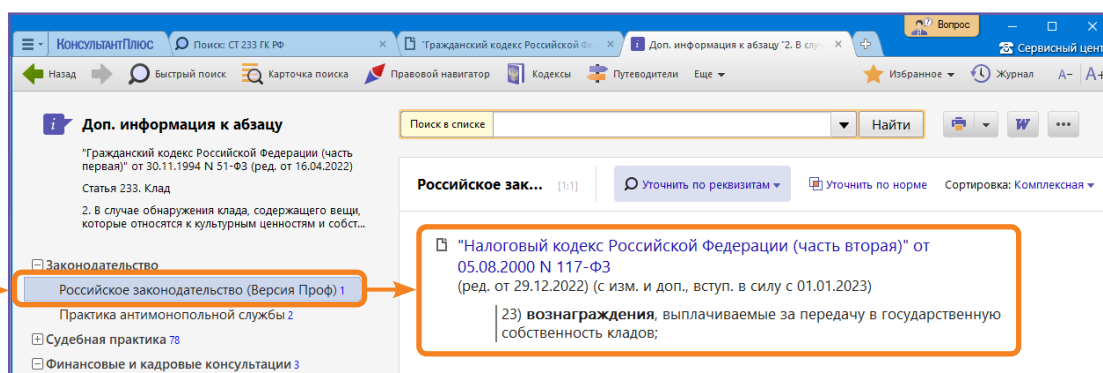 Вопрос
КонсультантПлюс
Поиск: СТ 233 ГК РФ
"Гражданский кодекс Российской Фе
Доп. информация к абзацу "2. В слу
Сервисный цент
Назад
Быстрый поиск
Карточка поиска
Правовой навигатор
Кодексы
Путеводители
Еще
Избранное
Журнал
А-
А+
Доп. информация к абзацу
"Гражданский кодекс Российской Федерации (часть
первая)" от 30.11.1994 N 51-ФЗ (ред. от 16.04.2022)
Статья 233. Клад
2. В случае обнаружения клада, содержащего вещи,
которые относятся к культурным ценностям и собст...
Законодательство
Российское законодательство (Версия Проф) 1
Практика антимонопольной службы 2
Судебная практика 78
Финансовые и кадровые консультации 3
Поиск в списке
Найти
W
Российское зак... [1:1]
Уточнить по реквизитам
Уточнить по норме
Сортировка: Комплексная
"Налоговый кодекс Российской Федерации (часть вторая)" от
05.08.2000 N 117-ФЗ
(ред. от 29.12.2022) (с изм. и доп., вступ. в силу с 01.01.2023)
23) вознаграждения, выплачиваемые за передачу в государственную
собственность кладов;